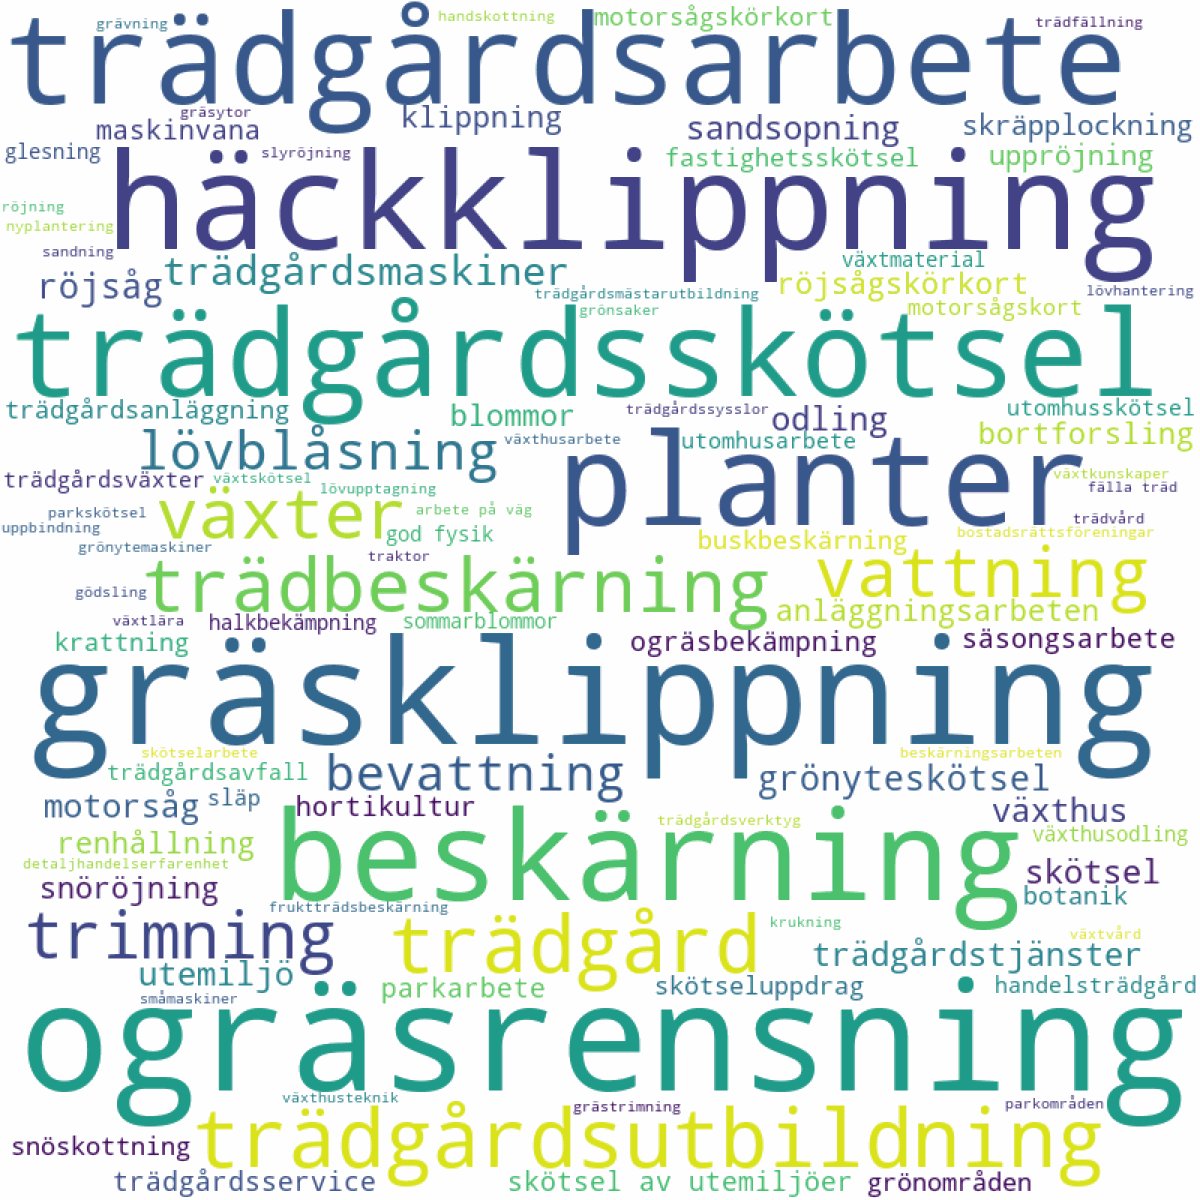 handskottning
motorsågskörkort
trädfällning
grävning
trädgårdsarbete
gräsytor
klippning
maskinvana
sandsopning
skräpplockning
glesning
slyröjning
fastighetsskötsel
uppröjning
häckklippning
röjning
nyplantering
sandning
växtmaterial
trädgårdsmaskiner
röjsåg
röjsågskörkort
lövhantering
trädgårdsmästarutbildning
grönsaker
motorsågskort
trädgårdsskötsel
trädgårdsanläggning
blommor
trädgårdssysslor
odling
utomhusskötsel
lövblåsning
växthusarbete
utomhusarbete
bortforsling
planter
trädgårdsväxter
växtskötsel
lövupptagning
växtkunskaper
fälla träd
parkskötsel
växter
arbete på väg
uppbindning
god fysik
trädvård
grönytemaskiner
traktor
buskbeskärning
bostadsrättsföreningar
gödsling
trädbeskärning
vattning
växtlära
halkbekämpning
sommarblommor
anläggningsarbeten
krattning
ogräsbekämpning
säsongsarbete
gräsklippning
skötselarbete
beskärningsarbeten
trädgårdsavfall
bevattning
grönyteskötsel
motorsåg
släp
hortikultur
växthus
renhållning
beskärning
trädgårdsverktyg
växthusodling
detaljhandelserfarenhet
snöröjning
skötsel
botanik
fruktträdsbeskärning
trimning
trädgård
krukning
växtvård
trädgårdstjänster
utemiljö
parkarbete
skötseluppdrag
handelsträdgård
småmaskiner
ogräsrensning
växthusteknik
grästrimning
parkområden
snöskottning
trädgårdsutbildning
trädgårdsservice
skötsel av utemiljöer
grönområden